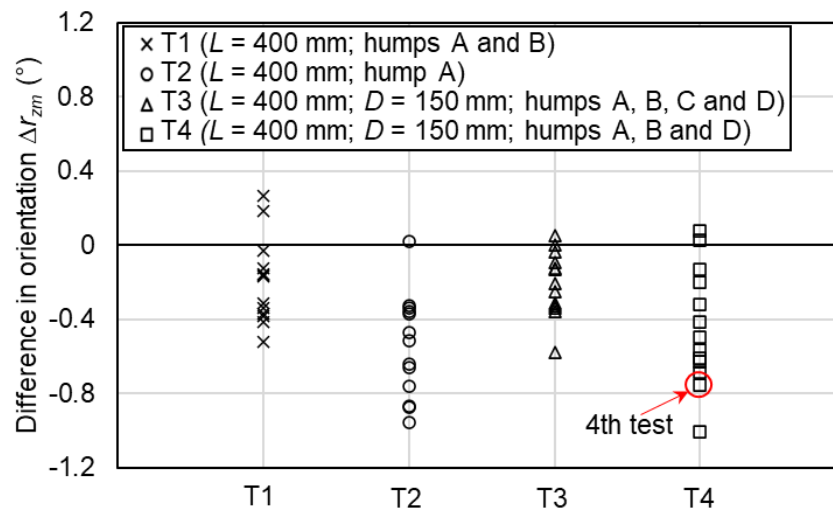 1.2
× T1 (L = 400 mm; humps A and B)
○ T2 (L = 400 mm; hump A)
△ T3 (L = 400 mm; D = 150 mm; humps A, B, C and D)
□ T4 (L = 400 mm; D = 150 mm; humps A, B and D)
0.8
0.4
0
-0.4
-0.8
-1.2
Difference in orientation Δr_zm (°)
4th test
T1 T2 T3 T4